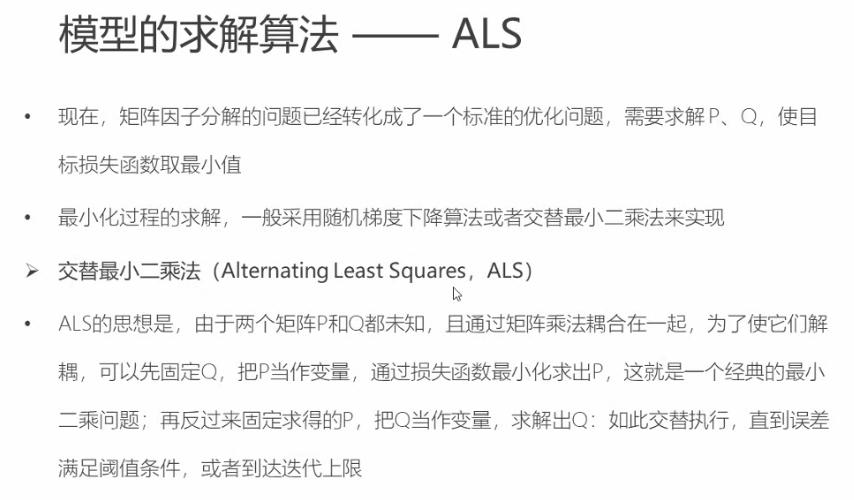 模型的求解算法 —— ALS
• 现在，矩阵因子分解的问题已经转化成了一个标准的优化问题，需要求解 P、Q，使目
标损失函数取最小值
• 最小化过程的求解，一般采用随机梯度下降算法或者交替最小二乘法来实现
➢ 交替最小二乘法（Alternating Least Squares，ALS）
• ALS的思想是，由于两个矩阵P和Q都未知，且通过矩阵乘法耦合在一起，为了使它们解
耦，可以先固定Q，把P当作变量，通过损失函数最小化求出P，这就是一个经典的最小
二乘问题；再反过来固定求得的P，把Q当作变量，求解出Q：如此交替执行，直到误差
满足阈值条件，或者到达迭代上限